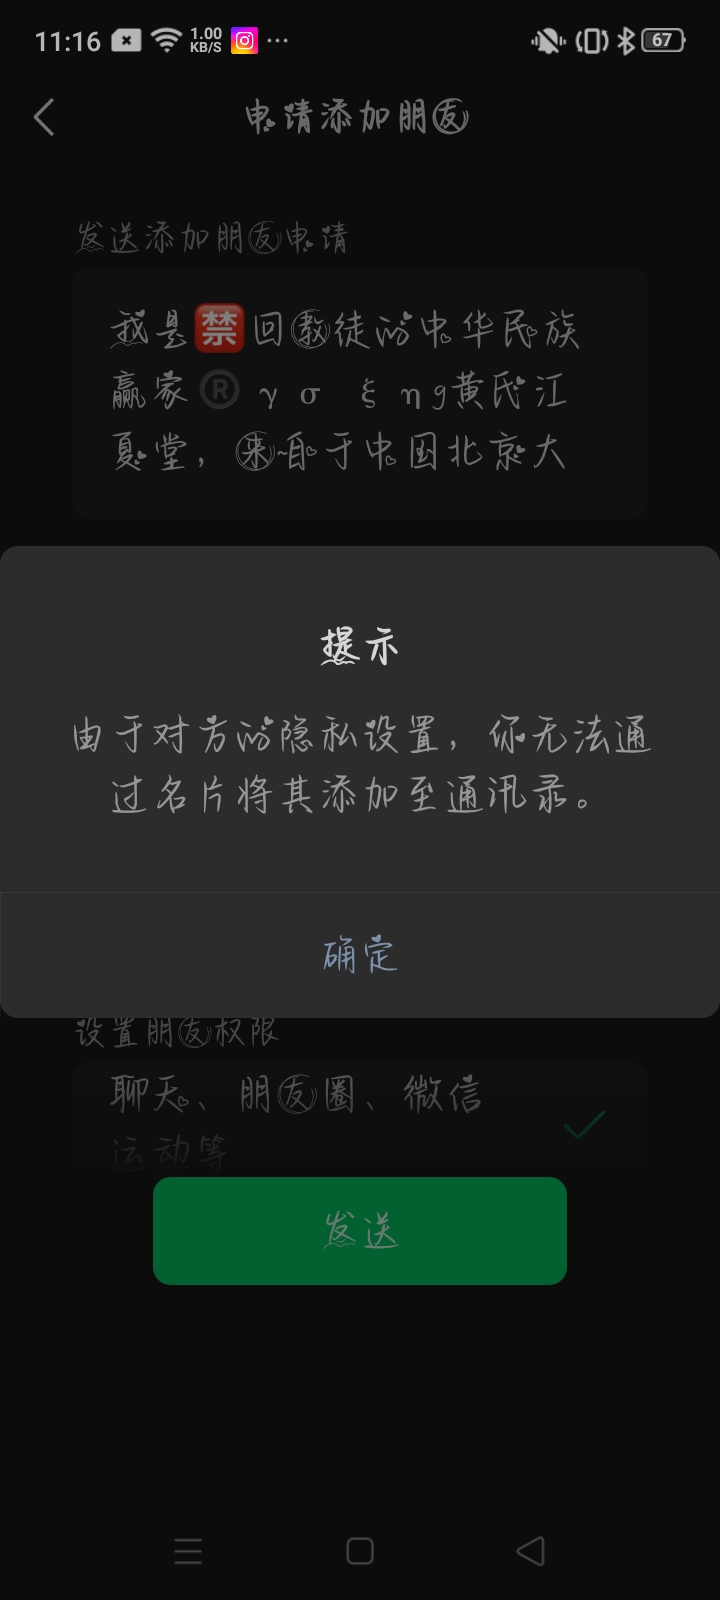 11:16
1.00
KB/S
67
申请添加朋友
发送添加朋友申请
我是🈲回教徒的中华民族
赢家®γσ ξηg黄氏江
夏堂，来自于中国北京大
提示
由于对方的隐私设置，你无法通
过名片将其添加至通讯录。
确定
设置朋友权限
聊天、朋友圈、微信
运动等
发送